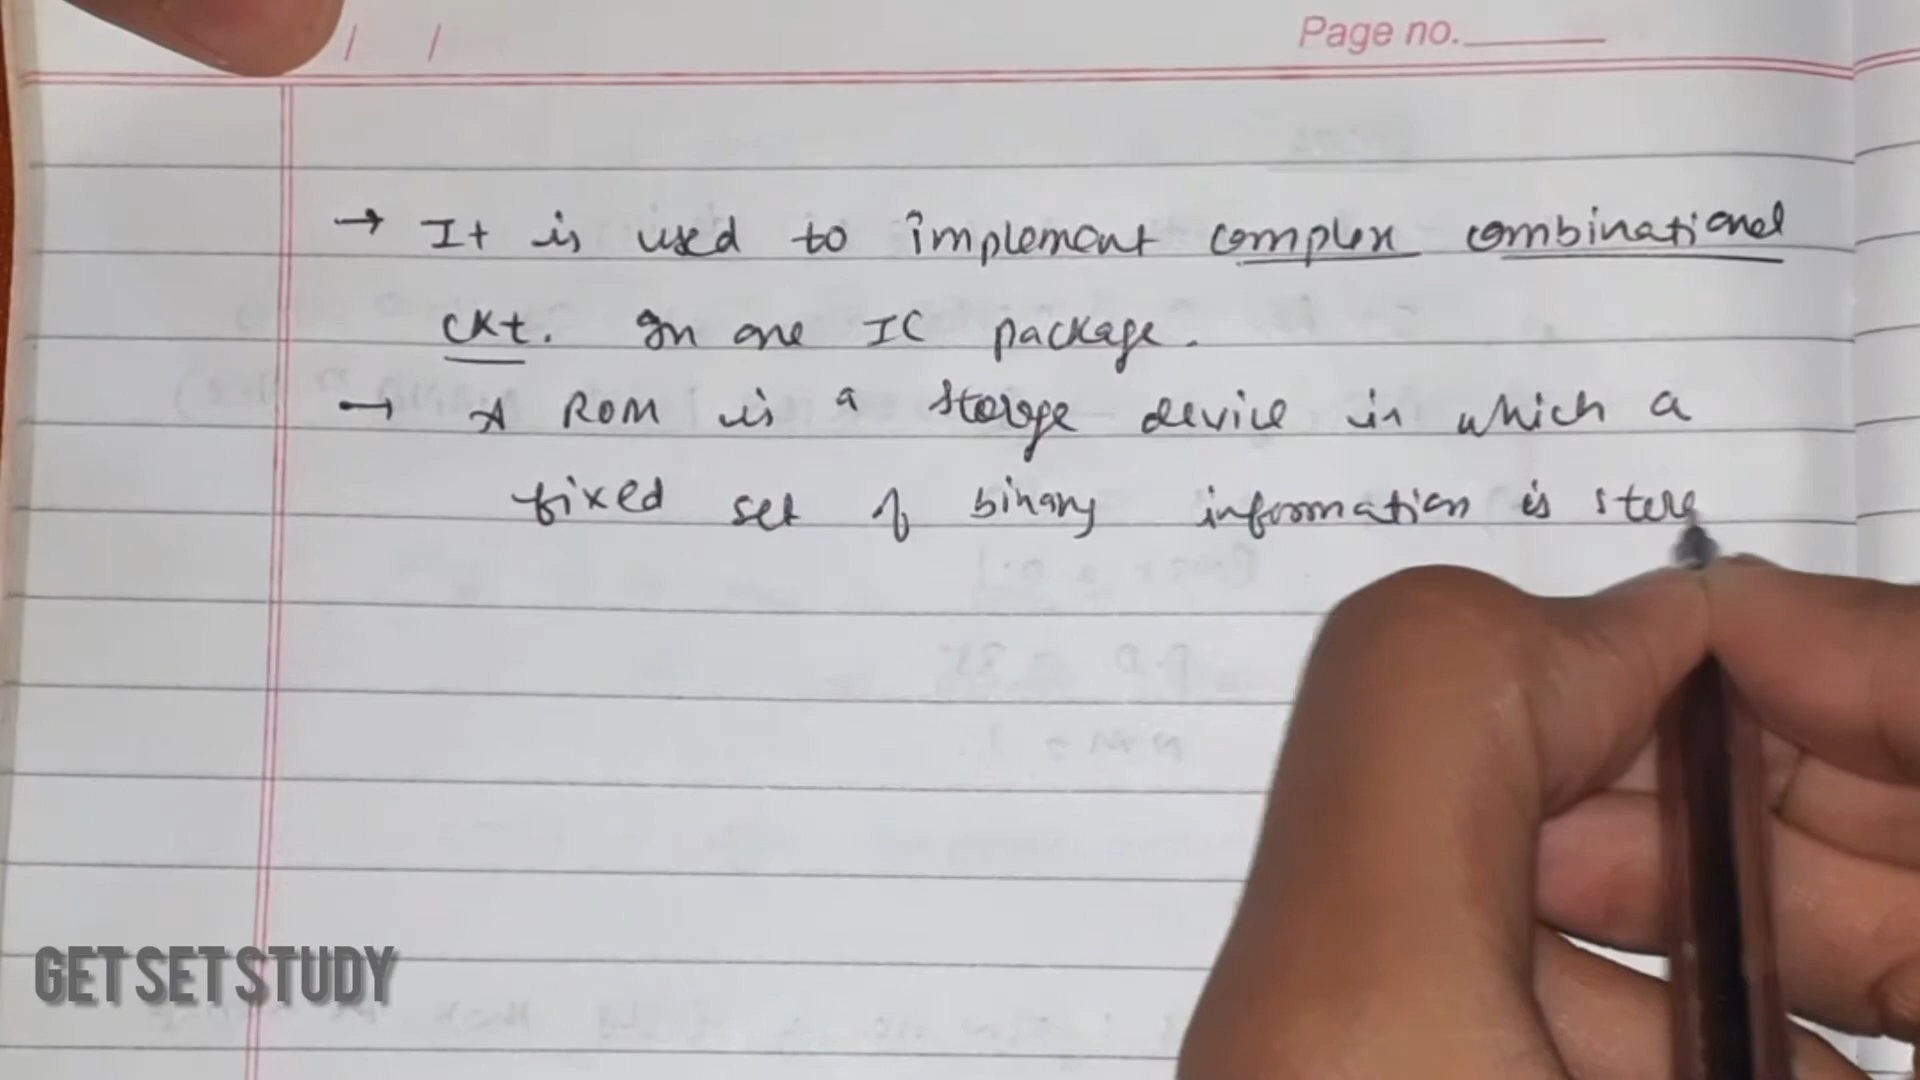 / /
Page no.
→ It is used to implement complex combinational
ckt. In one IC package.
→ A ROM is a storage device in which a
fixed set of binary information is store
GET SET STUDY